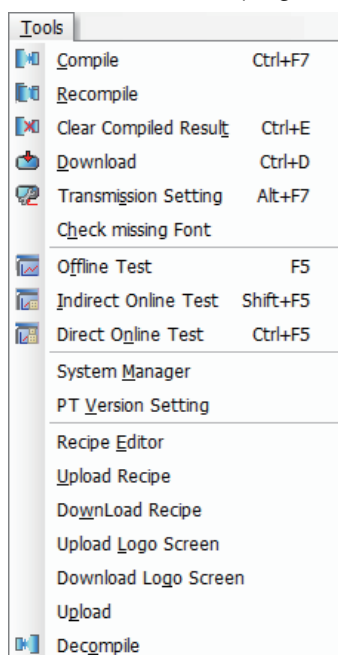 Tools
Compile Ctrl+F7
Recompile
Clear Compiled Result Ctrl+E
Download Ctrl+D
Transmission Setting Alt+F7
Check missing Font
Offline Test F5
Indirect Online Test Shift+F5
Direct Online Test Ctrl+F5
System Manager
PT Version Setting
Recipe Editor
Upload Recipe
DownLoad Recipe
Upload Logo Screen
Download Logo Screen
Upload
Decompile